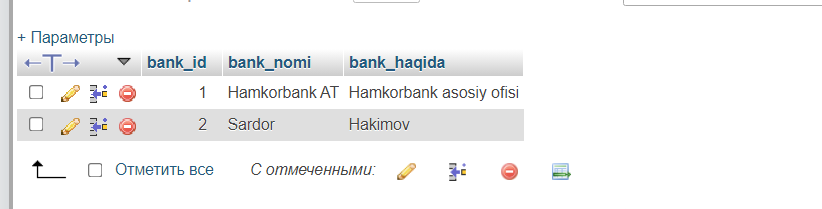 + Параметры
←T→ bank_id bank_nomi bank_haqida
1 Hamkorbank AT Hamkorbank asosiy ofisi
2 Sardor Hakimov
Отметить все С отмеченными: